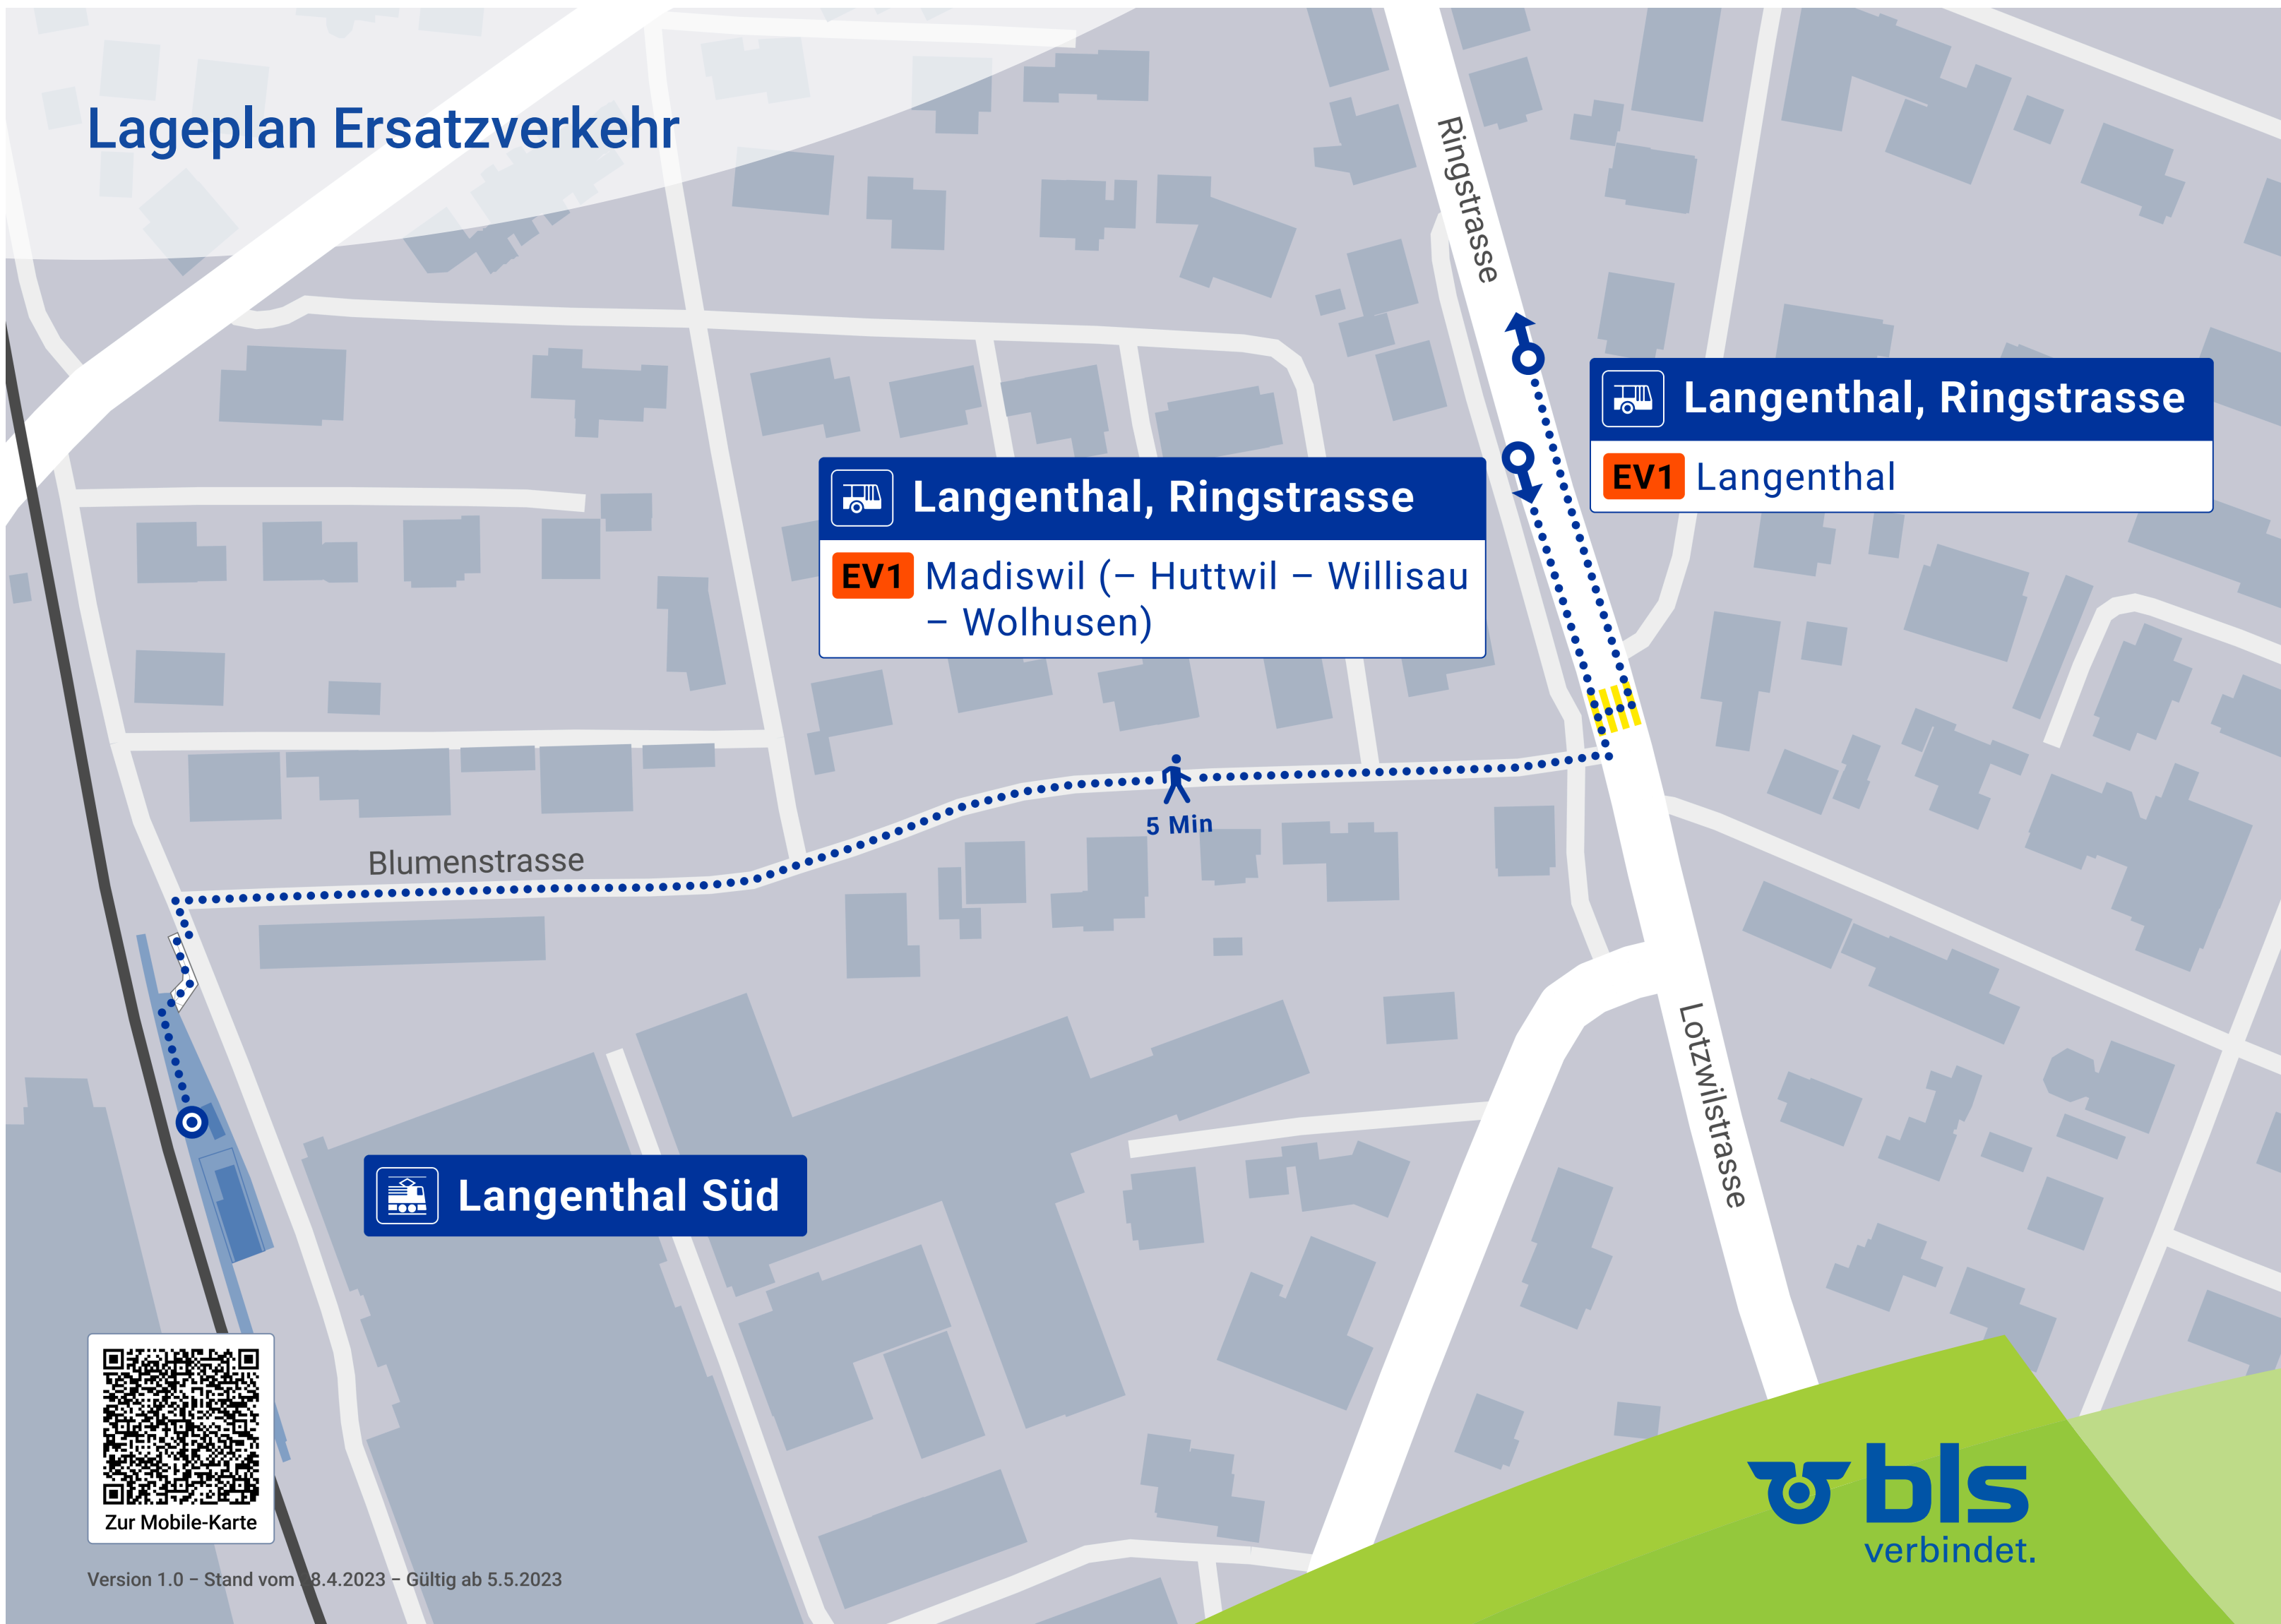 Lageplan Ersatzverkehr
Ringstrasse
Langenthal, Ringstrasse
EV1 Langenthal
Langenthal, Ringstrasse
EV1 Madiswil (– Huttwil – Willisau
– Wolhusen)
5 Min
Blumenstrasse
Lotzwilstrasse
Langenthal Süd
Zur Mobile-Karte
Version 1.0 – Stand vom 8.4.2023 – Gültig ab 5.5.2023
bls
verbindet.